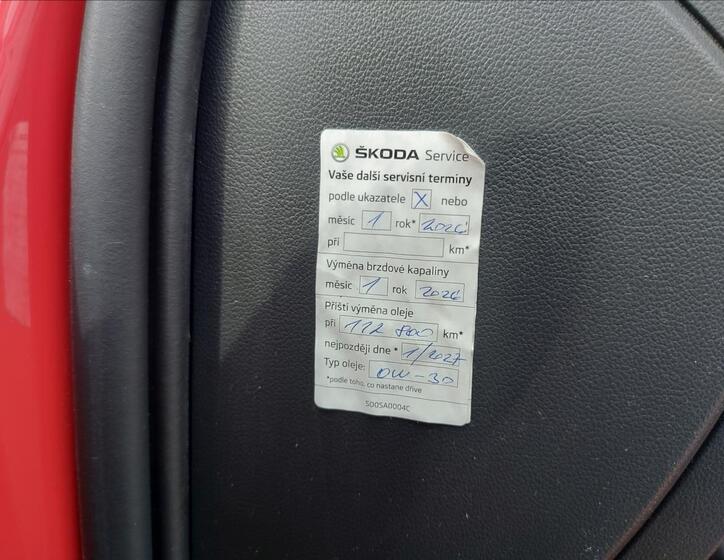 ŠKODA Service
Vaše další servisní termíny
podle ukazatele X nebo
měsíc 1 rok* 2026
při km*
Výměna brzdové kapaliny
měsíc 1 rok 2026
Příští výměna oleje
při 112 800 km*
nejpozději dne * 1/2027
Typ oleje: 0W-30
*podle toho, co nastane dříve
S00SA0004C